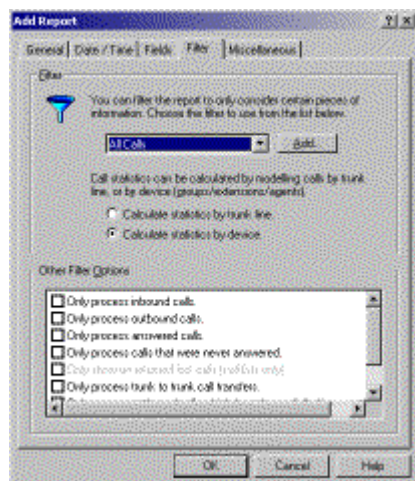 Add Report
General
Date / Time
Fields
Filter
Miscellaneous
Filter
You can filter the report to only consider certain pieces of
information. Choose the filter to use from the list below.
All Calls
Add
Call statistics can be calculated by modelling calls by trunk
line, or by device (groups/extensions/agents).
Calculate statistics by trunk line.
Calculate statistics by device.
Other Filter Options
Only process inbound calls.
Only process outbound calls.
Only process answered calls.
Only process calls that were never answered.
Only process trunk to trunk call transfers.
OK
Cancel
Help